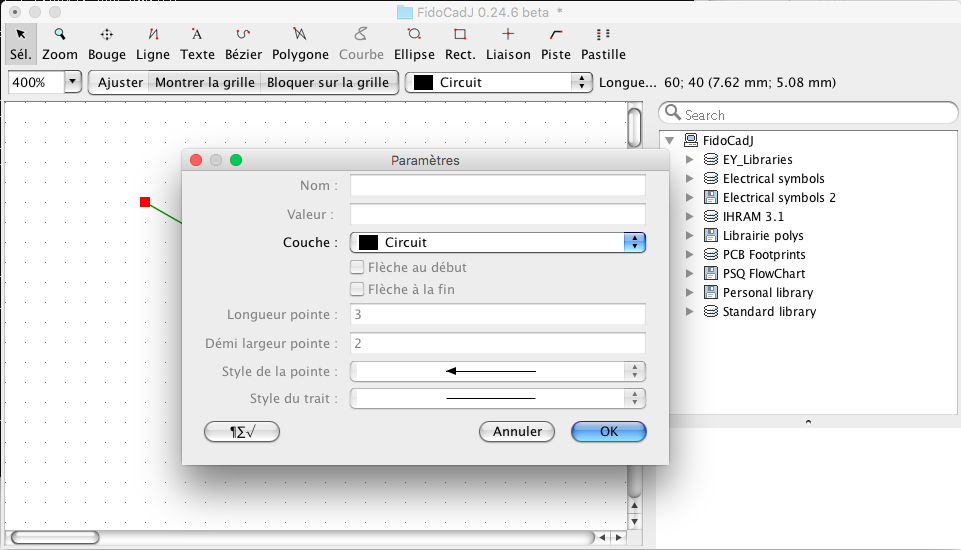 FidoCadJ 0.24.6 beta *
Sél. Zoom Bouge Ligne Texte Bézier Polygone Courbe Ellipse Rect. Liaison Piste Pastille
400% Ajuster Montrer la grille Bloquer sur la grille Circuit Longue... 60; 40 (7.62 mm; 5.08 mm)
Search
FidoCadJ
EY_Libraries
Electrical symbols
Electrical symbols 2
IHRAM 3.1
Librairie polys
PCB Footprints
PSQ FlowChart
Personal library
Standard library
Paramètres
Nom :
Valeur :
Couche : Circuit
Flèche au début
Flèche à la fin
Longueur pointe : 3
Démi largeur pointe : 2
Style de la pointe :
Style du trait :
¶∑√ Annuler OK